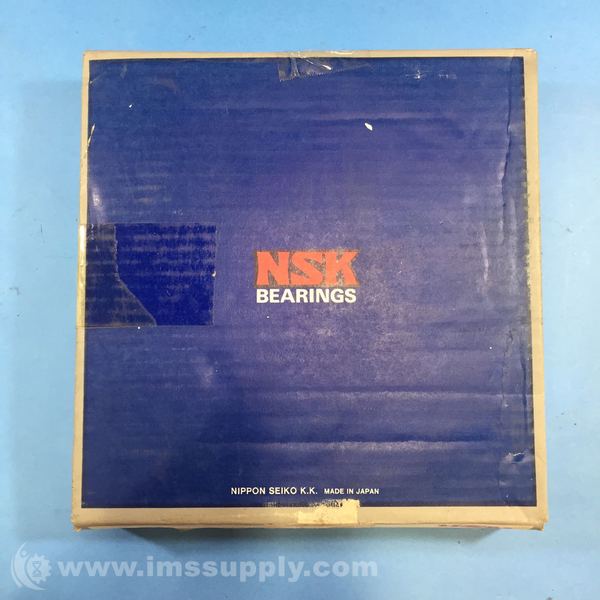 NSK
BEARINGS
NIPPON SEIKO K.K. MADE IN JAPAN
www.imssupply.com